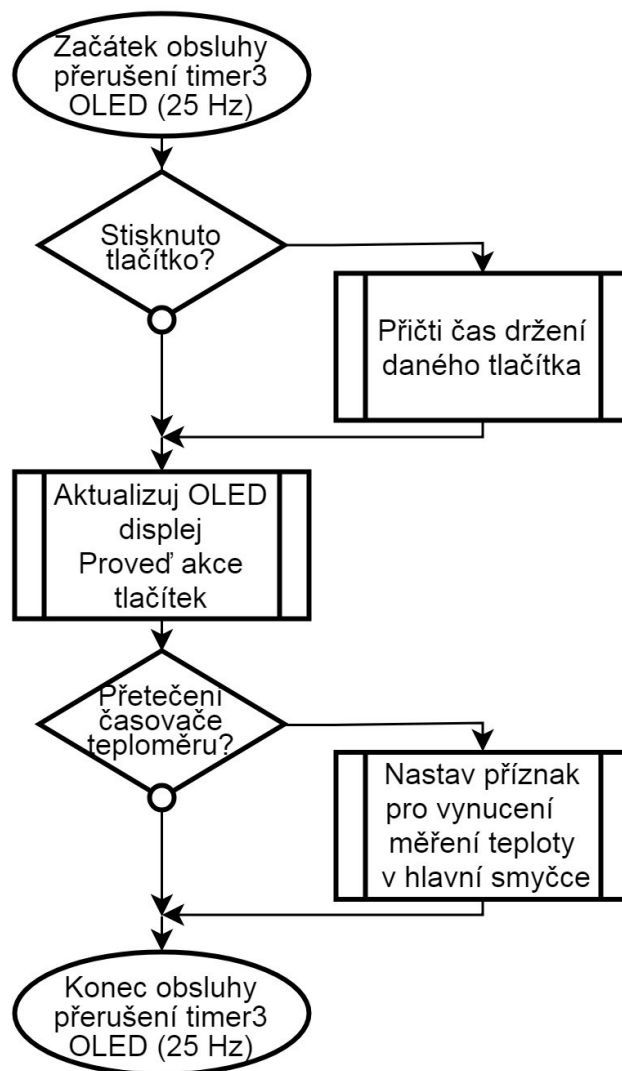 Začátek obsluhy
přerušení timer3
OLED (25 Hz)
Stisknuto
tlačítko?
Přičti čas držení
daného tlačítka
Aktualizuj OLED
displej
Proveď akce
tlačítek
Přetečení
časovače
teploměru?
Nastav příznak
pro vynucení
měření teploty
v hlavní smyčce
Konec obsluhy
přerušení timer3
OLED (25 Hz)